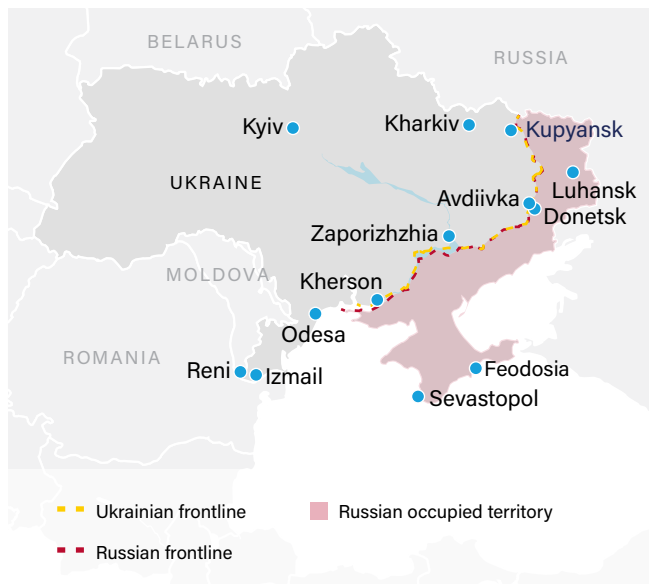 BELARUS
RUSSIA
Kyiv
Kharkiv
Kupyansk
UKRAINE
Luhansk
Avdiivka
Donetsk
Zaporizhzhia
MOLDOVA
Kherson
Odesa
ROMANIA
Reni
Izmail
Feodosia
Sevastopol
Ukrainian frontline
Russian occupied territory
Russian frontline